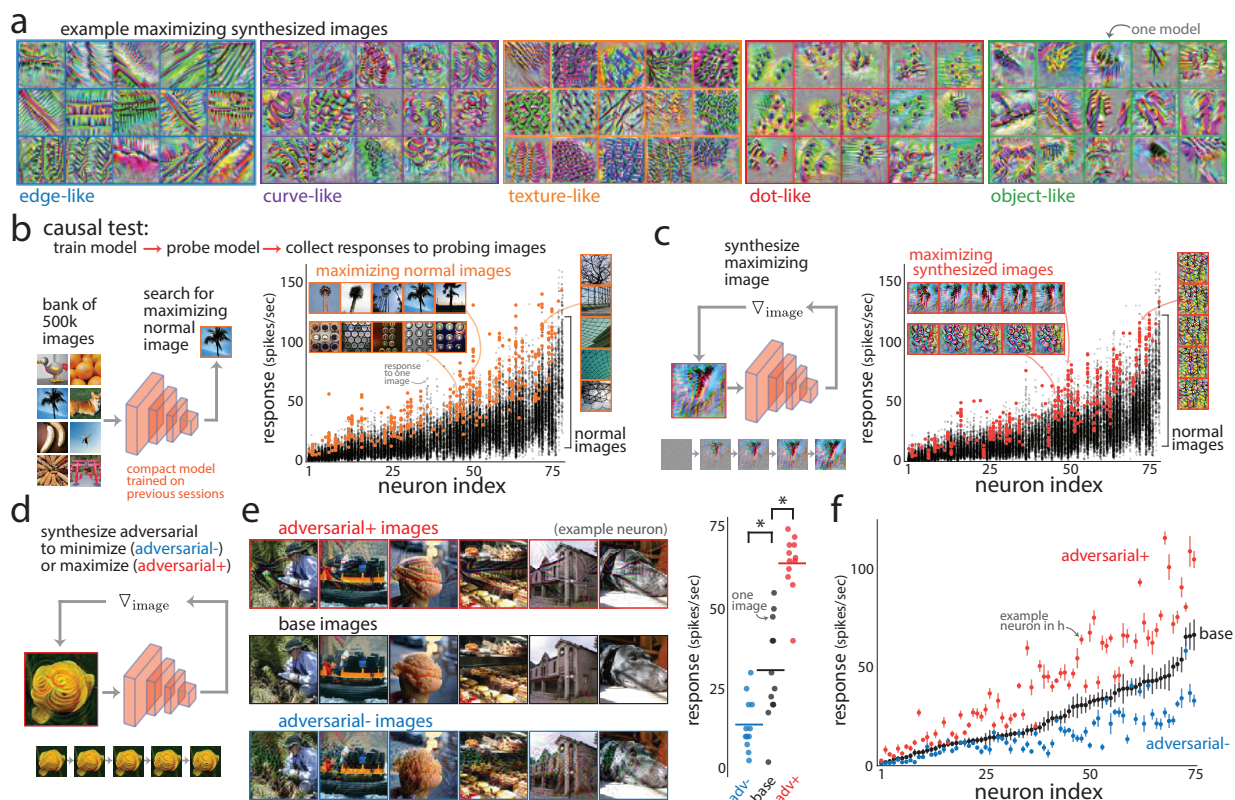 a
example maximizing synthesized images
one model
edge-like
curve-like
texture-like
dot-like
object-like
b
causal test:
train model → probe model → collect responses to probing images
bank of
500k
images
search for
maximizing
normal
image
compact model
trained on
previous sessions
response (spikes/sec)
150
100
50
0
maximizing normal images
response
to one
image
normal
images
1
25
50
75
neuron index
c
synthesize
maximizing
image
∇image
response (spikes/sec)
150
100
50
0
maximizing
synthesized images
normal
images
1
25
50
75
neuron index
d
synthesize adversarial
to minimize (adversarial-)
or maximize (adversarial+)
∇image
e
adversarial+ images
(example neuron)
base images
adversarial- images
response (spikes/sec)
75
50
25
0
*
*
one
image
adv-
base
adv+
f
response (spikes/sec)
100
50
0
adversarial+
example
neuron in h
base
adversarial-
1
25
50
75
neuron index